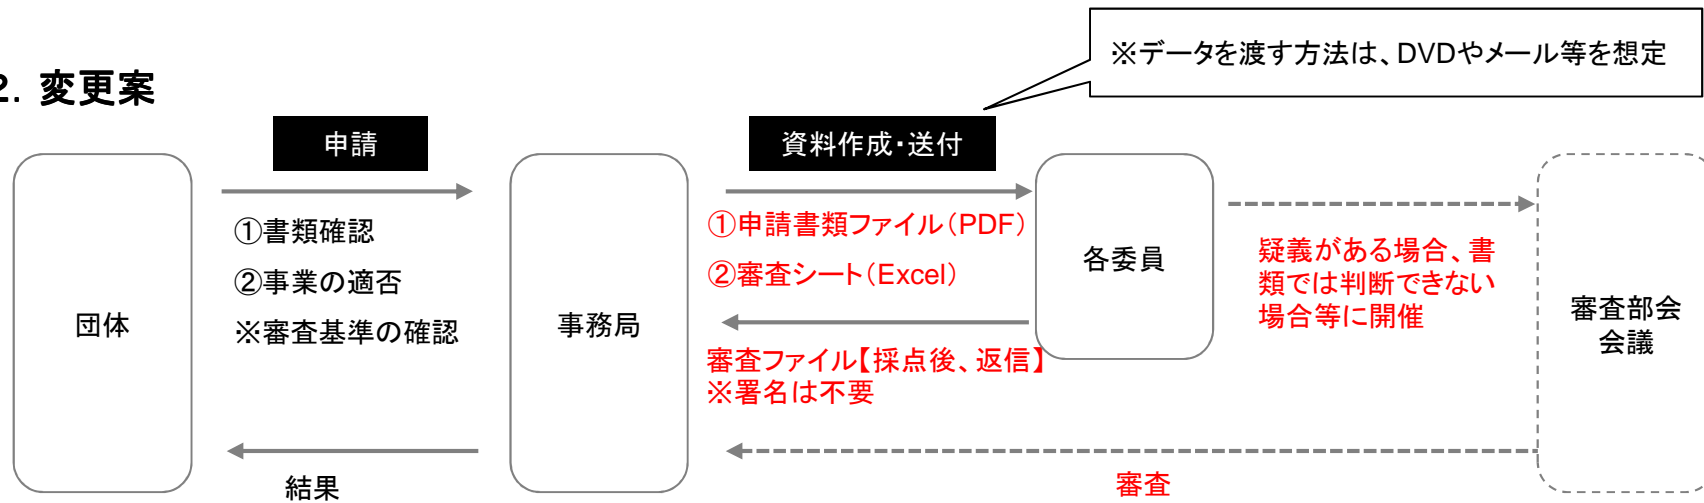 ※データを渡す方法は、DVDやメール等を想定
2. 変更案
申請
資料作成・送付
団体
①書類確認
②事業の適否
※審査基準の確認
事務局
①申請書類ファイル(PDF)
②審査シート(Excel)
審査ファイル【採点後、返信】
※署名は不要
各委員
疑義がある場合、書
類では判断できない
場合等に開催
審査部会
会議
結果
審査